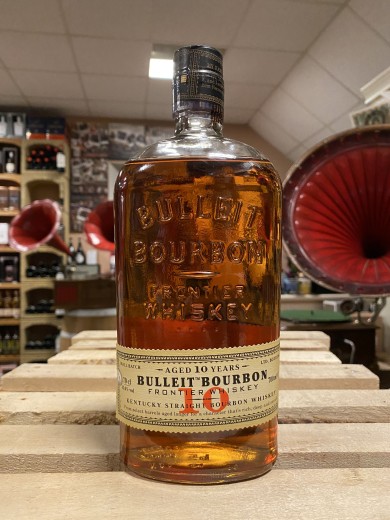 BULLEIT
BOURBON
FRONTIER
WHISKEY
AGED 10 YEARS
BULLEIT BOURBON
FRONTIER WHISKEY
10
KENTUCKY STRAIGHT BOURBON WHISKEY